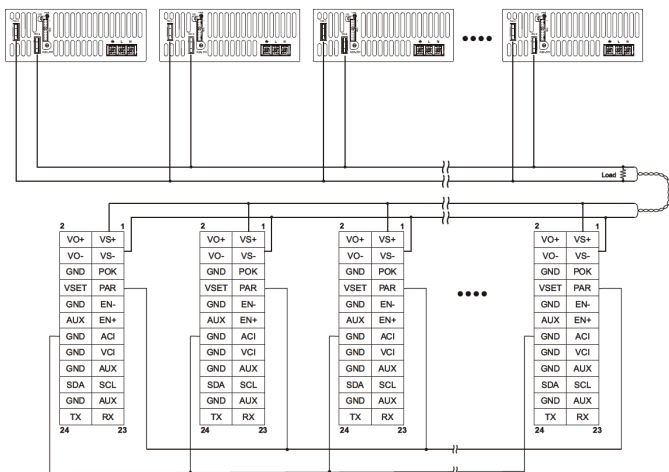 Load
2 1 2 1 2 1 2 1
VO+ VS+ VO+ VS+ VO+ VS+ VO+ VS+
VO- VS- VO- VS- VO- VS- VO- VS-
GND POK GND POK GND POK GND POK
VSET PAR VSET PAR VSET PAR VSET PAR
GND EN- GND EN- GND EN- GND EN-
AUX EN+ AUX EN+ AUX EN+ AUX EN+
GND ACI GND ACI GND ACI GND ACI
GND VCI GND VCI GND VCI GND VCI
GND AUX GND AUX GND AUX GND AUX
SDA SCL SDA SCL SDA SCL SDA SCL
GND AUX GND AUX GND AUX GND AUX
TX RX TX RX TX RX TX RX
24 23 24 23 24 23 24 23